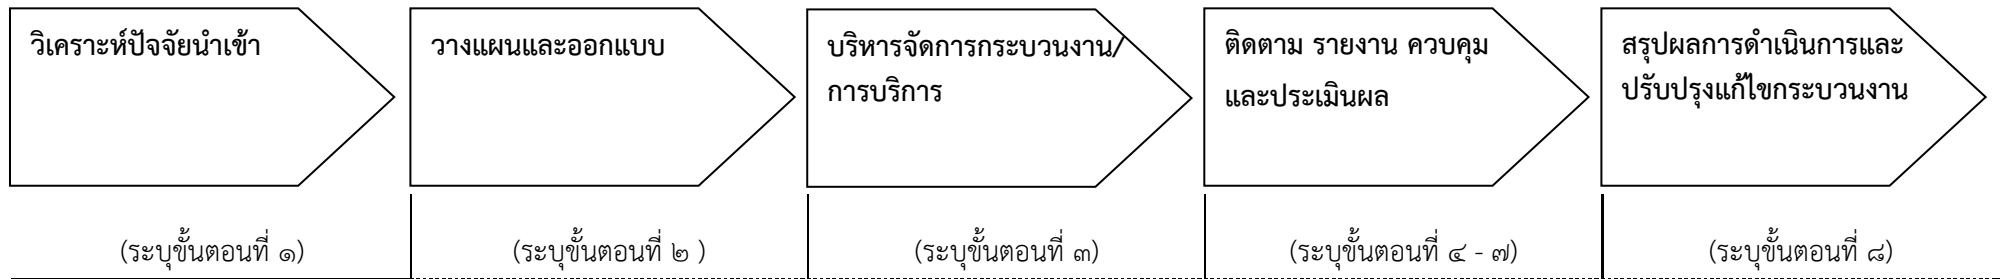 วิเคราะห์ปัจจัยนำเข้า
วางแผนและออกแบบ
บริหารจัดการกระบวนงาน/
การบริการ
ติดตาม รายงาน ควบคุม
และประเมินผล
สรุปผลการดำเนินการและ
ปรับปรุงแก้ไขกระบวนงาน
(ระบุขั้นตอนที่ ๑)
(ระบุขั้นตอนที่ ๒ )
(ระบุขั้นตอนที่ ๓)
(ระบุขั้นตอนที่ ๔ - ๗)
(ระบุขั้นตอนที่ ๘)